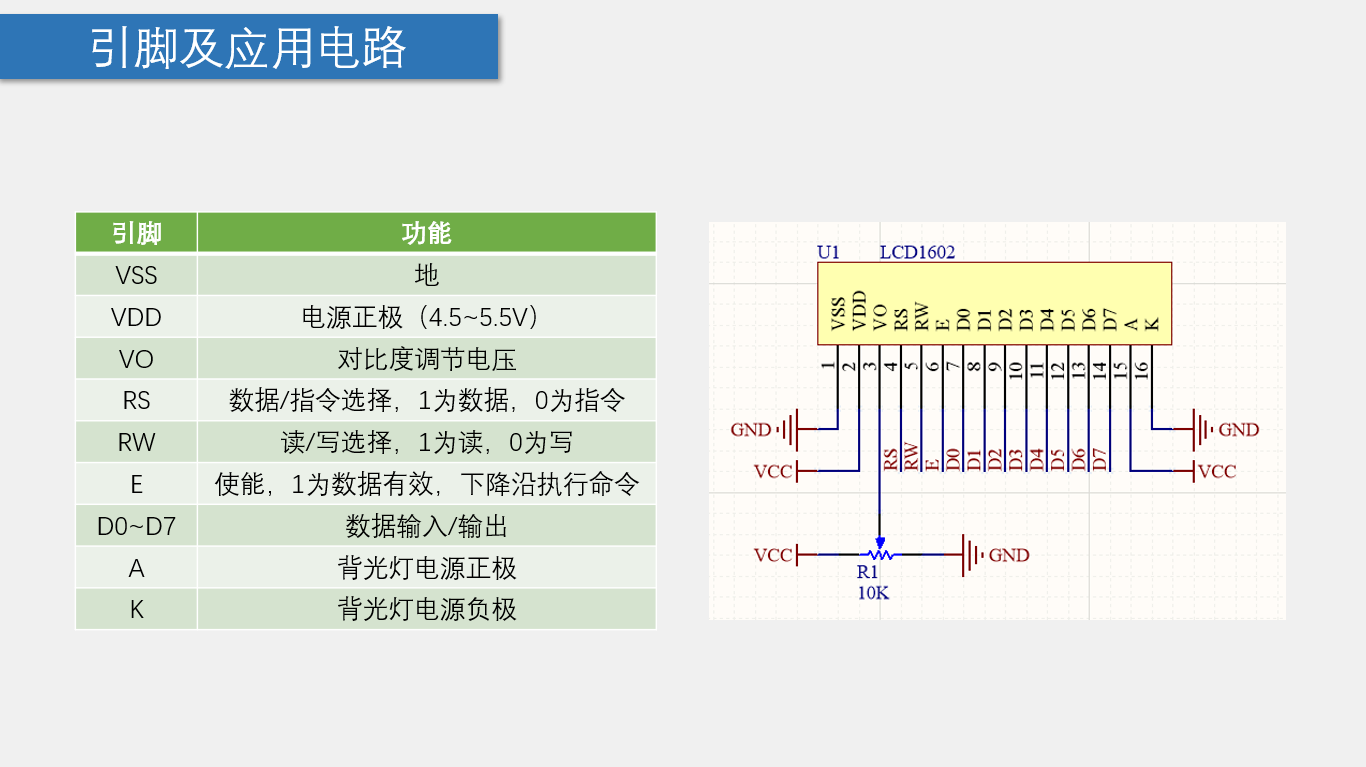 引脚及应用电路
引脚 功能
VSS 地
VDD 电源正极（4.5~5.5V）
VO 对比度调节电压
RS 数据/指令选择，1为数据，0为指令
RW 读/写选择，1为读，0为写
E 使能，1为数据有效，下降沿执行命令
D0~D7 数据输入/输出
A 背光灯电源正极
K 背光灯电源负极
U1 LCD1602
VSS VDD VO RS RW E D0 D1 D2 D3 D4 D5 D6 D7 A K
1 2 3 4 5 6 7 8 9 10 11 12 13 14 15 16
GND GND
RS RW E D0 D1 D2 D3 D4 D5 D6 D7
VCC VCC
VCC GND
R1
10K